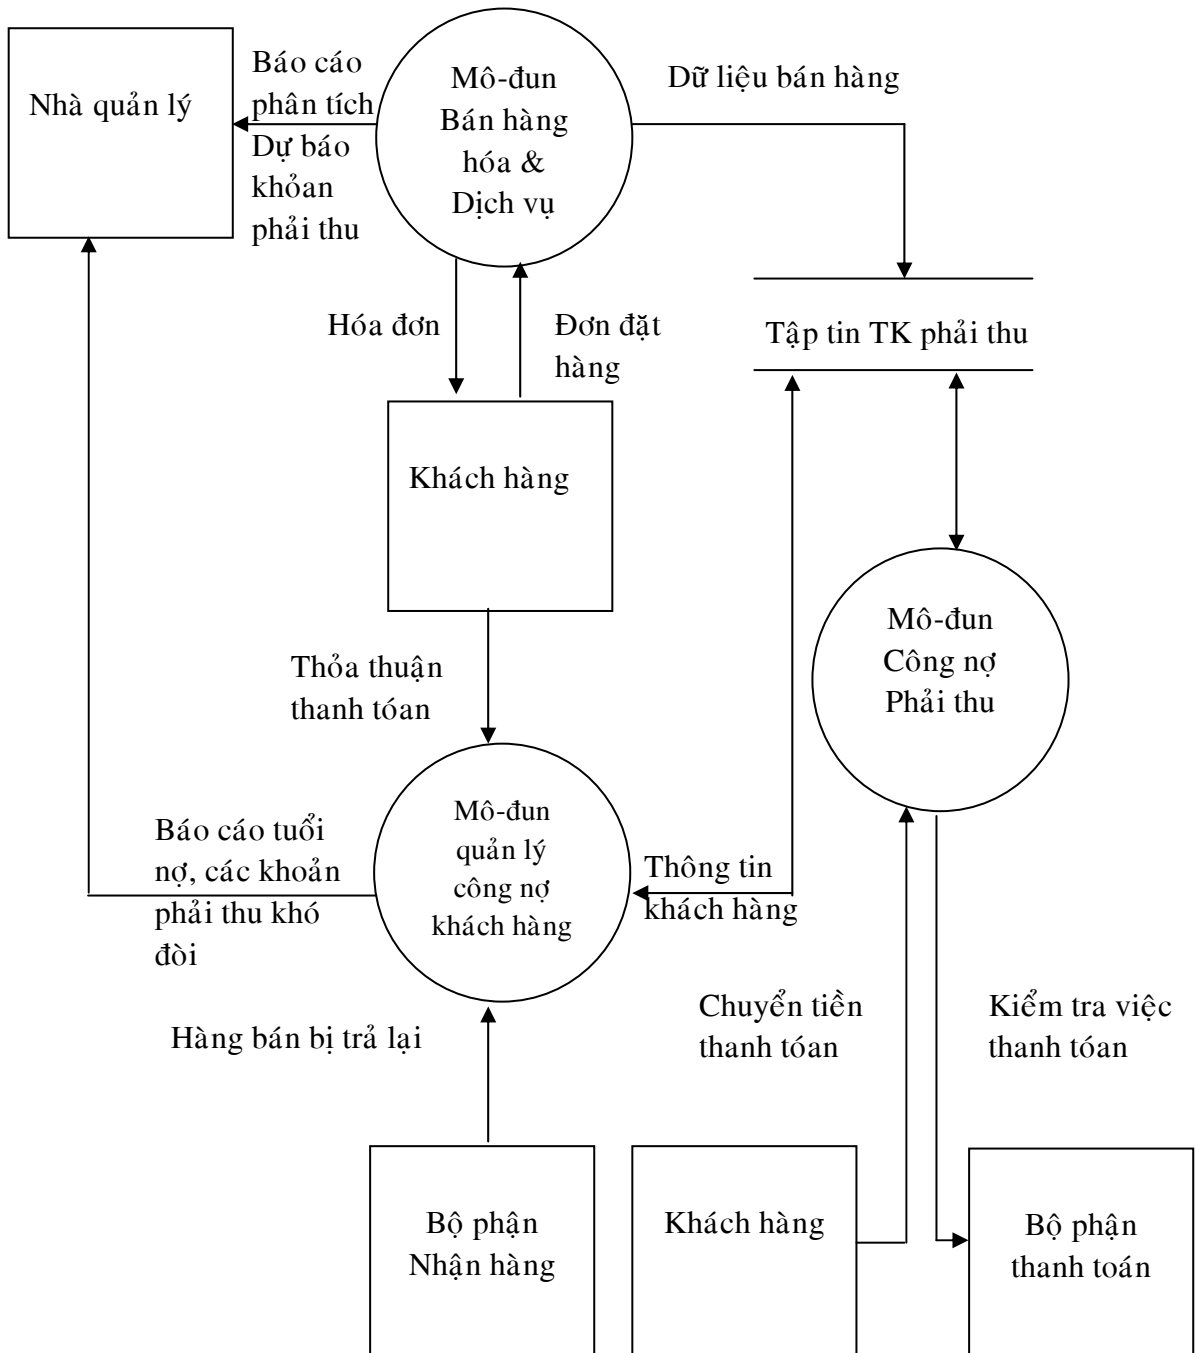 Nhà quản lý
Báo cáo
phân tích
Dự báo
khỏan
phải thu
Mô-đun
Bán hàng
hóa &
Dịch vụ
Dữ liệu bán hàng
Hóa đơn
Đơn đặt
hàng
Tập tin TK phải thu
Khách hàng
Mô-đun
Công nợ
Phải thu
Thỏa thuận
thanh tóan
Báo cáo tuổi
nợ, các khoản
phải thu khó
đòi
Mô-đun
quản lý
công nợ
khách hàng
Thông tin
khách hàng
Hàng bán bị trả lại
Chuyển tiền
thanh tóan
Kiểm tra việc
thanh tóan
Bộ phận
Nhận hàng
Khách hàng
Bộ phận
thanh toán